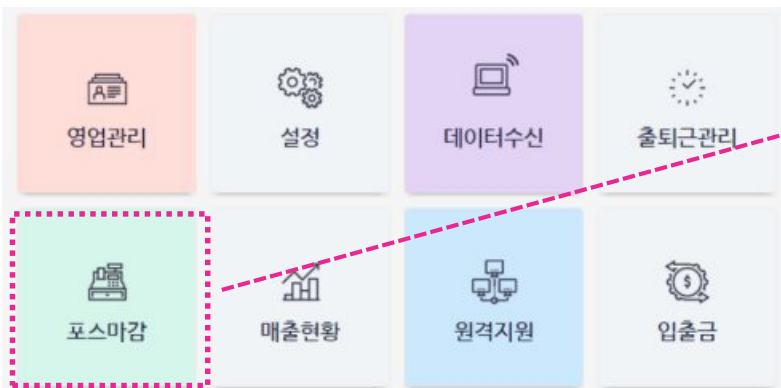 영업관리
설정
데이터수신
출퇴근관리
포스마감
매출현황
원격지원
입출금